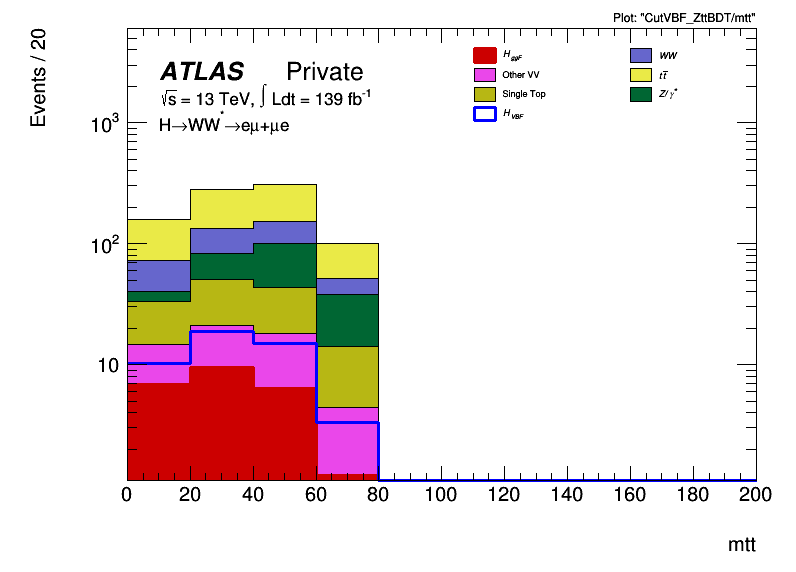 Plot: "CutVBF_ZttBDT/mtt"
Events / 20
ATLAS Private
√s = 13 TeV, ∫ Ldt = 139 fb⁻¹
H→WW*→eμ+μe
H_ggF
Other VV
Single Top
H_VBF
WW
tt̅
Z/γ*
10³
10²
10
0 20 40 60 80 100 120 140 160 180 200
mtt